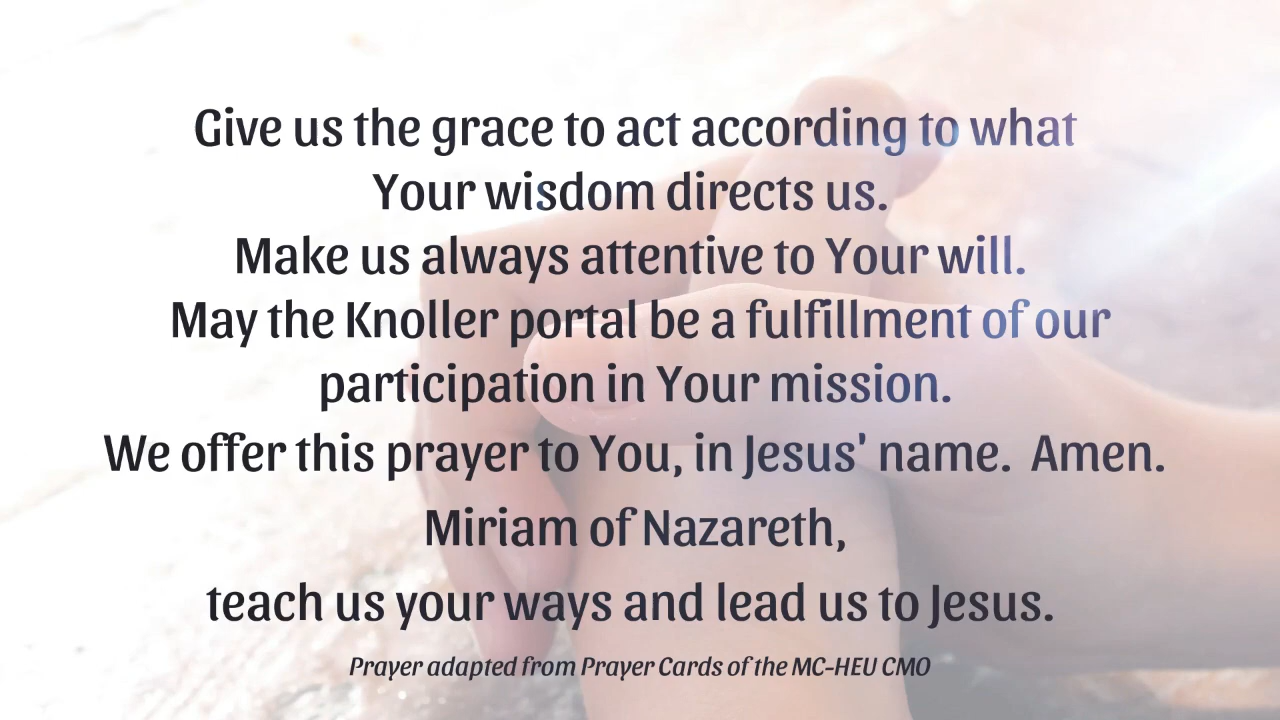 Give us the grace to act according to what
Your wisdom directs us.
Make us always attentive to Your will.
May the Knoller portal be a fulfillment of our
participation in Your mission.
We offer this prayer to You, in Jesus' name.  Amen.
Miriam of Nazareth,
teach us your ways and lead us to Jesus.
Prayer adapted from Prayer Cards of the MC-HEU CMO